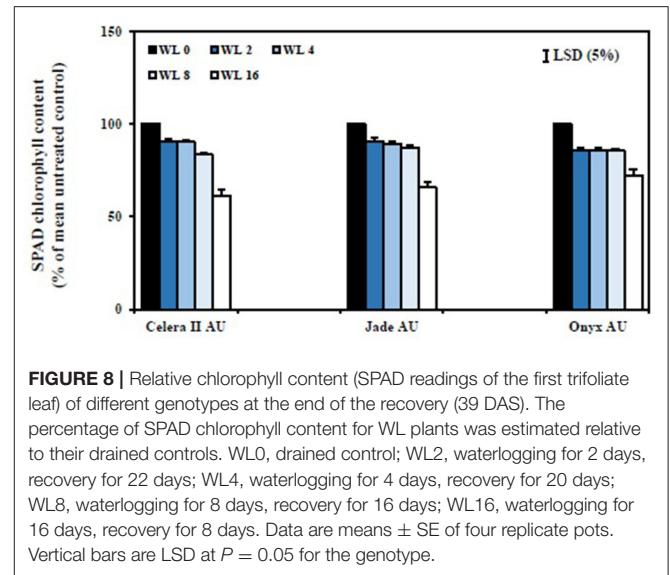 150
WL 0 WL 2 WL 4
WL 8 WL 16
LSD (5%)
SPAD chlorophyll content
(% of mean untreated control)
100
50
0
Celera II AU Jade AU Onyx AU
FIGURE 8 | Relative chlorophyll content (SPAD readings of the first trifoliate
leaf) of different genotypes at the end of the recovery (39 DAS). The
percentage of SPAD chlorophyll content for WL plants was estimated relative
to their drained controls. WL0, drained control; WL2, waterlogging for 2 days,
recovery for 22 days; WL4, waterlogging for 4 days, recovery for 20 days;
WL8, waterlogging for 8 days, recovery for 16 days; WL16, waterlogging for
16 days, recovery for 8 days. Data are means ± SE of four replicate pots.
Vertical bars are LSD at P = 0.05 for the genotype.